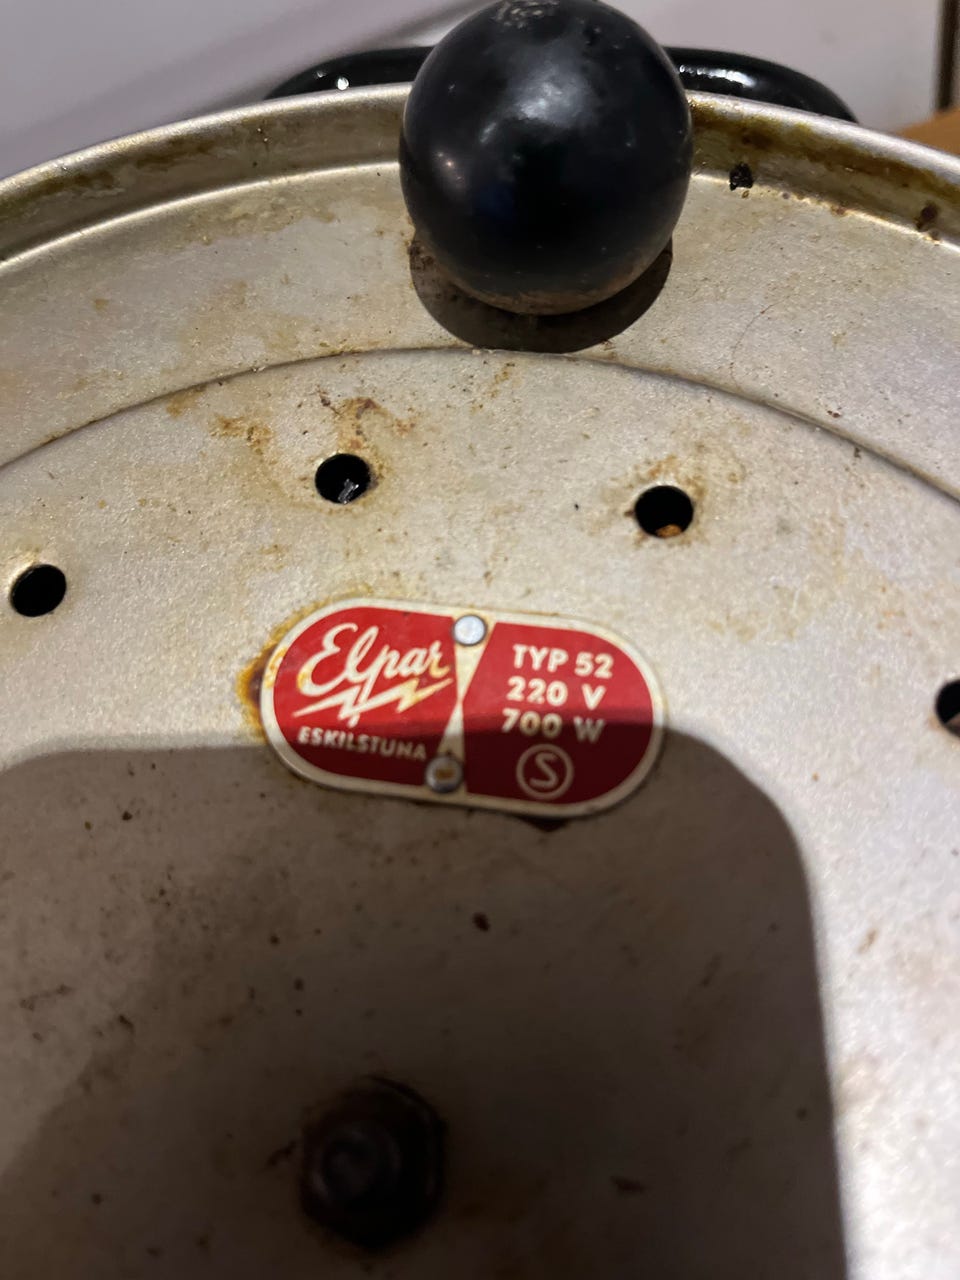 Elpar
ESKILSTUNA
TYP 52
220 V
700 W
S